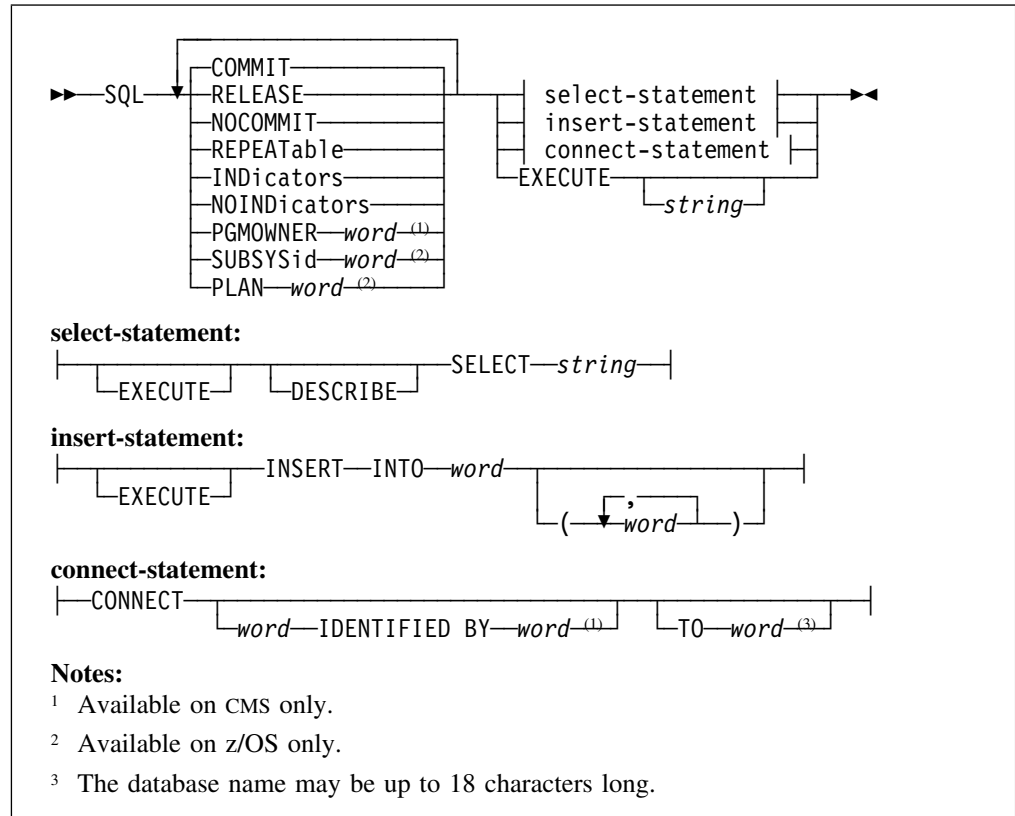 COMMIT
SQL RELEASE select-statement
NOCOMMIT insert-statement
REPEATable connect-statement
INDicators EXECUTE
NOINDicators string
PGMOWNER word (1)
SUBSYSid word (2)
PLAN word (2)
select-statement:
SELECT string
EXECUTE DESCRIBE
insert-statement:
INSERT INTO word
EXECUTE ,
( word )
connect-statement:
CONNECT
word IDENTIFIED BY word (1) TO word (3)
Notes:
1 Available on CMS only.
2 Available on z/OS only.
3 The database name may be up to 18 characters long.